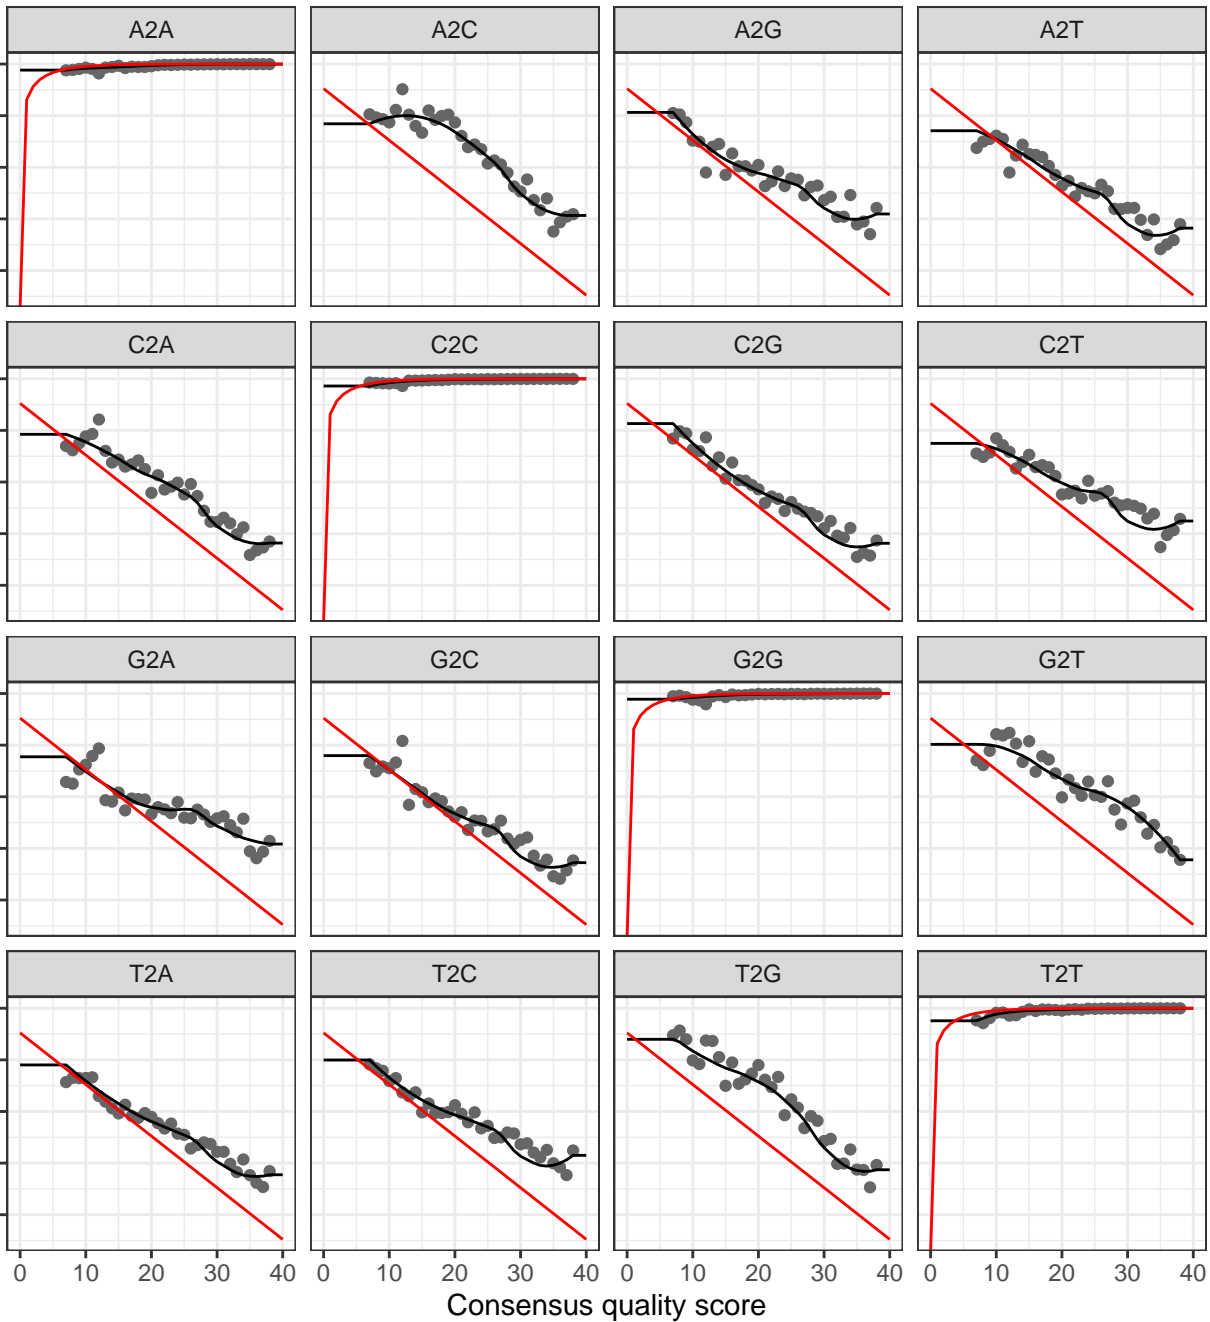 A2A A2C A2G A2T
C2A C2C C2G C2T
G2A G2C G2G G2T
T2A T2C T2G T2T
0 10 20 30 40 0 10 20 30 40 0 10 20 30 40 0 10 20 30 40
Consensus quality score